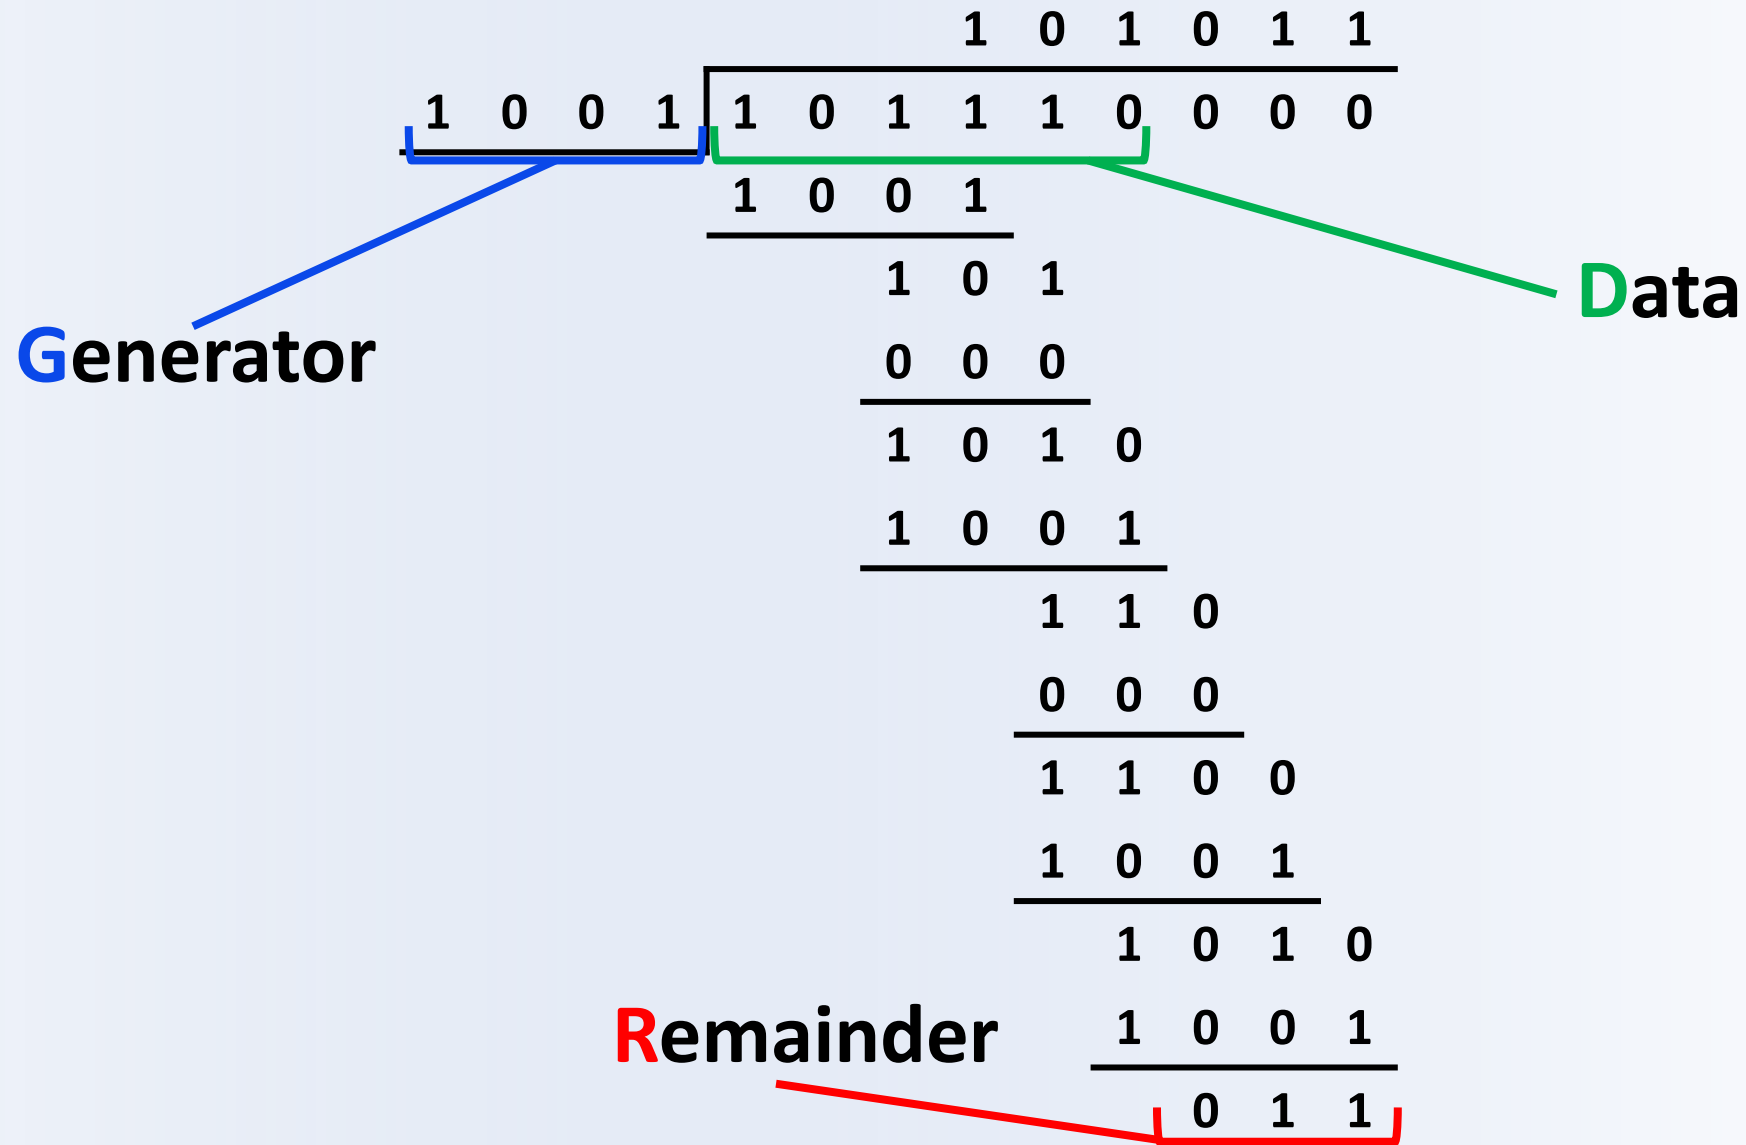 1 0 1 0 1 1
1 0 0 1 1 0 1 1 1 0 0 0 0
1 0 0 1
1 0 1
Data
Generator
0 0 0
1 0 1 0
1 0 0 1
1 1 0
0 0 0
1 1 0 0
1 0 0 1
1 0 1 0
Remainder
1 0 0 1
0 1 1